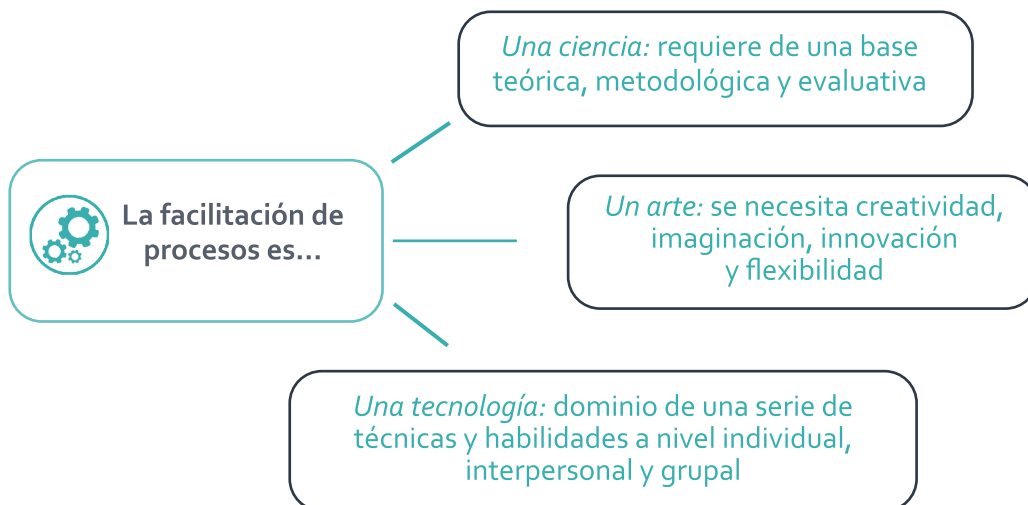 Una ciencia: requiere de una base
teórica, metodológica y evaluativa
La facilitación de
procesos es...
Un arte: se necesita creatividad,
imaginación, innovación
y flexibilidad
Una tecnología: dominio de una serie de
técnicas y habilidades a nivel individual,
interpersonal y grupal